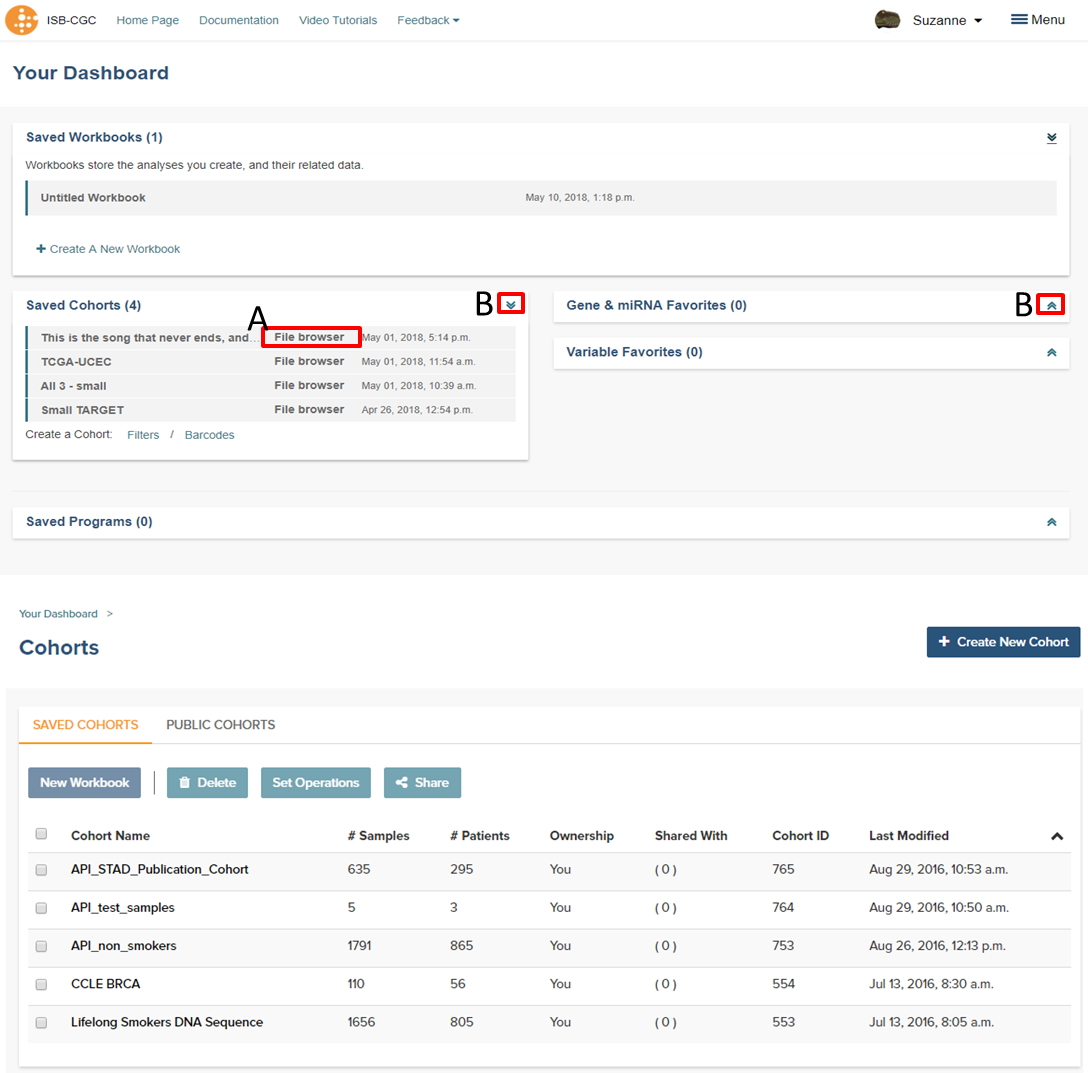 ISB-CGC Home Page Documentation Video Tutorials Feedback Suzanne Menu
Your Dashboard
Saved Workbooks (1)
Workbooks store the analyses you create, and their related data.
Untitled Workbook May 10, 2018, 1:18 p.m.
+ Create A New Workbook
Saved Cohorts (4) B
A
This is the song that never ends, and... File browser May 01, 2018, 5:14 p.m.
TCGA-UCEC File browser May 01, 2018, 11:54 a.m.
All 3 - small File browser May 01, 2018, 10:39 a.m.
Small TARGET File browser Apr 26, 2018, 12:54 p.m.
Create a Cohort: Filters / Barcodes
Gene & miRNA Favorites (0) B
Variable Favorites (0)
Saved Programs (0)
Your Dashboard >
Cohorts
+ Create New Cohort
SAVED COHORTS PUBLIC COHORTS
New Workbook | Delete Set Operations Share
Cohort Name # Samples # Patients Ownership Shared With Cohort ID Last Modified
API_STAD_Publication_Cohort 635 295 You ( 0 ) 765 Aug 29, 2016, 10:53 a.m.
API_test_samples 5 3 You ( 0 ) 764 Aug 29, 2016, 10:50 a.m.
API_non_smokers 1791 865 You ( 0 ) 753 Aug 26, 2016, 12:13 p.m.
CCLE BRCA 110 56 You ( 0 ) 554 Jul 13, 2016, 8:30 a.m.
Lifelong Smokers DNA Sequence 1656 805 You ( 0 ) 553 Jul 13, 2016, 8:05 a.m.